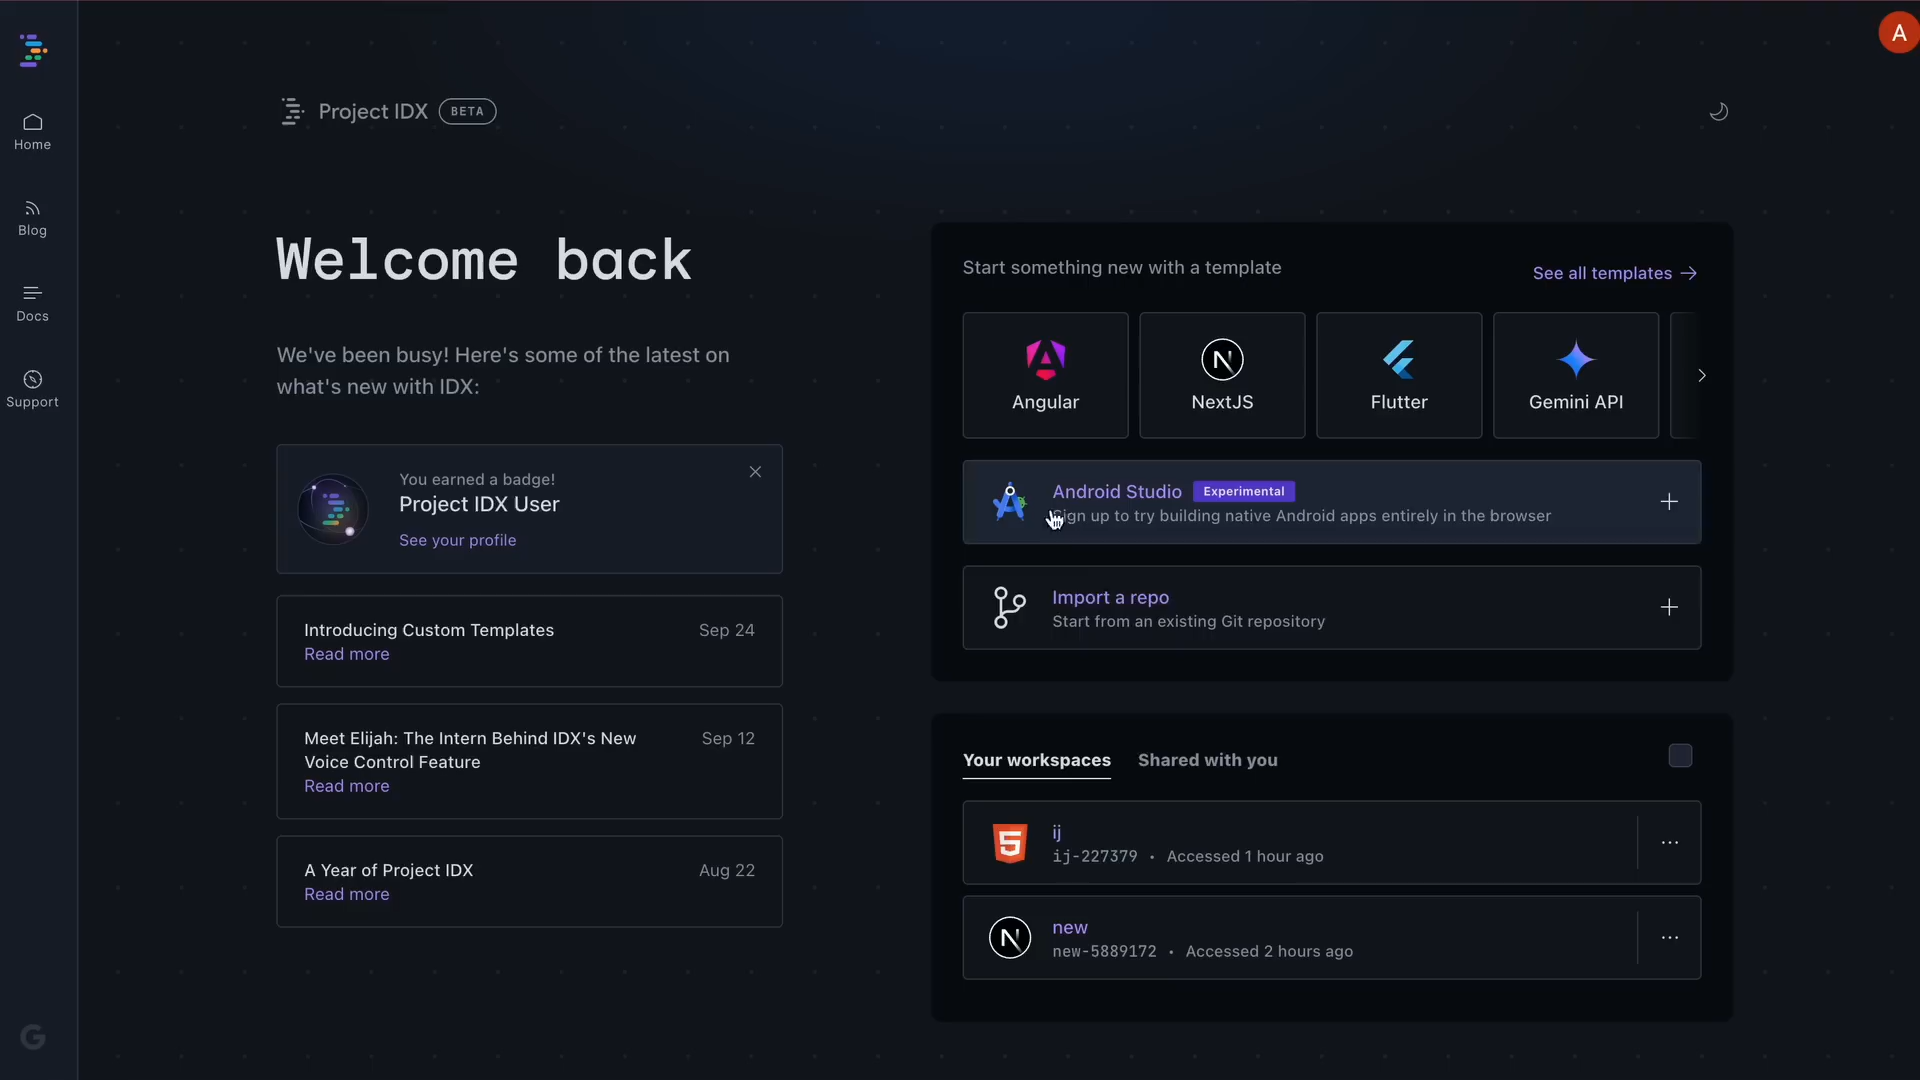 A
Project IDX BETA
Home
Blog
Docs
Support
Welcome back
We've been busy! Here's some of the latest on
what's new with IDX:
You earned a badge!
Project IDX User
See your profile
Introducing Custom Templates Sep 24
Read more
Meet Elijah: The Intern Behind IDX's New Sep 12
Voice Control Feature
Read more
A Year of Project IDX Aug 22
Read more
Start something new with a template
See all templates →
Angular NextJS Flutter Gemini API
Android Studio Experimental
Sign up to try building native Android apps entirely in the browser
Import a repo
Start from an existing Git repository
Your workspaces Shared with you
ij
ij-227379 · Accessed 1 hour ago
new
new-5889172 · Accessed 2 hours ago
G